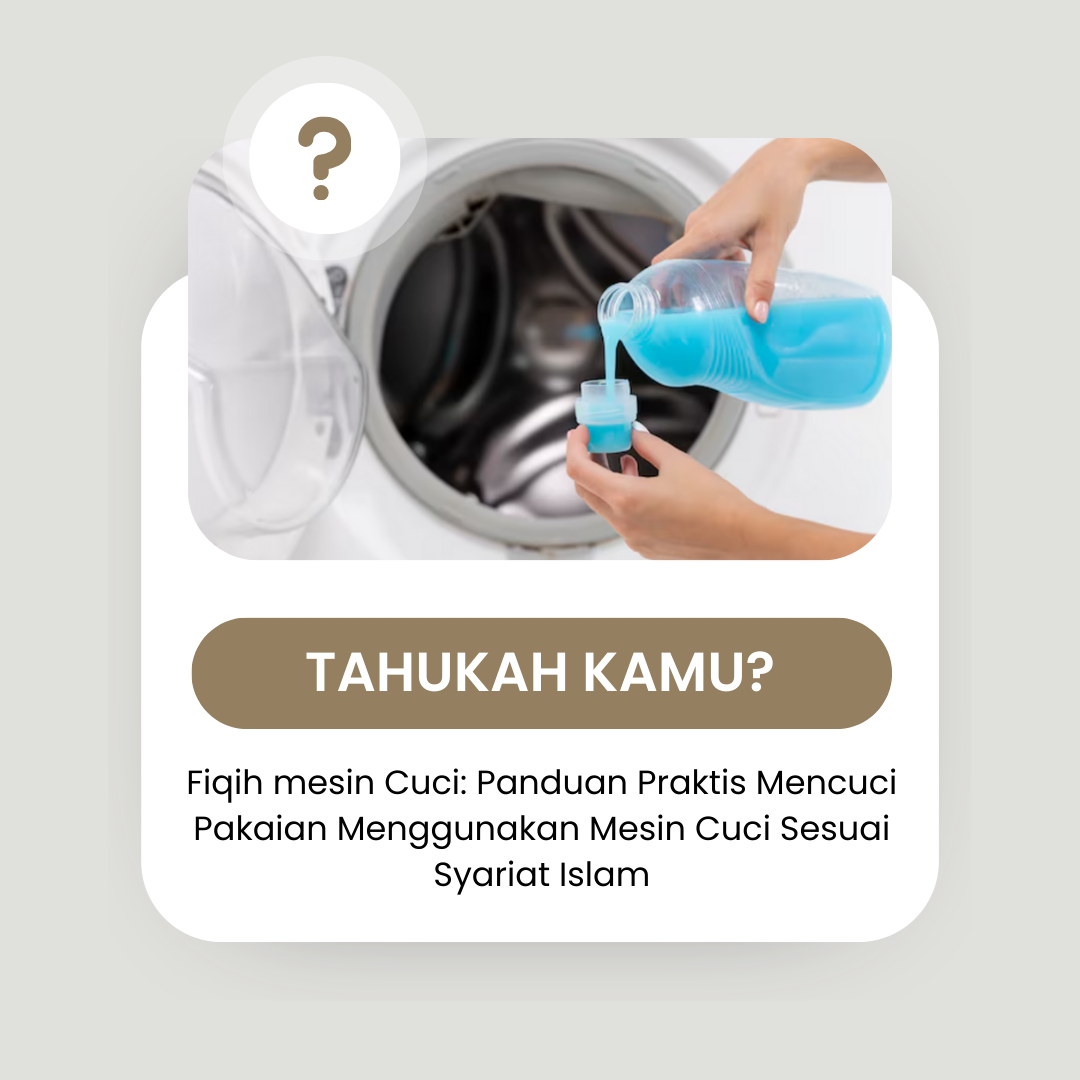 ?
TAHUKAH KAMU?
Fiqih mesin Cuci: Panduan Praktis Mencuci
Pakaian Menggunakan Mesin Cuci Sesuai
Syariat Islam